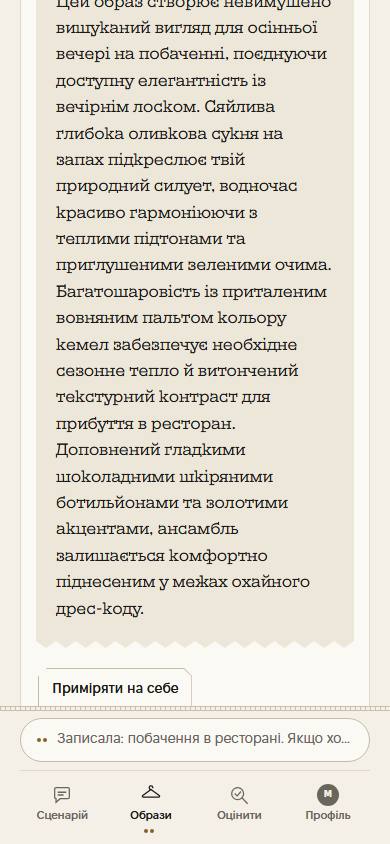 Цей образ створює невимушено
вишуканий вигляд для осінньої
вечері на побаченні, поєднуючи
доступну елегантність із
вечірнім лоском. Сяйлива
глибока оливкова сукня на
запах підкреслює твій
природний силует, водночас
красиво гармоніюючи з
теплими підтонами та
приглушеними зеленими очима.
Багатошаровість із приталеним
вовняним пальтом кольору
кемел забезпечує необхідне
сезонне тепло й витончений
текстурний контраст для
прибуття в ресторан.
Доповнений гладкими
шоколадними шкіряними
ботильйонами та золотими
акцентами, ансамбль
залишається комфортно
піднесеним у межах охайного
дрес-коду.
Приміряти на себе
Записала: побачення в ресторані. Якщо хо...
Сценарій
Образи
Оцінити
М
Профіль